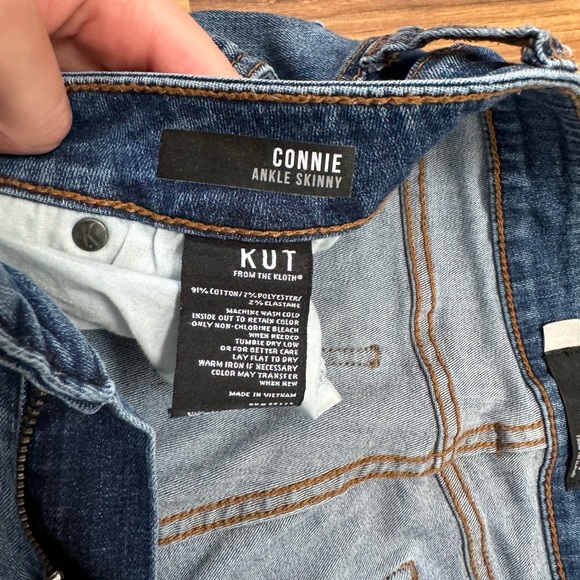 CONNIE
ANKLE SKINNY
KUT
FROM THE KLOTH®
91% COTTON/7% POLYESTER/
2% ELASTANE
MACHINE WASH COLD
INSIDE OUT TO RETAIN COLOR
ONLY NON-CHLORINE BLEACH
WHEN NEEDED
TUMBLE DRY LOW
OR FOR BETTER CARE
LAY FLAT TO DRY
WARM IRON IS NECESSARY
COLOR MAY TRANSFER
WHEN NEW
MADE IN VIETNAM
K